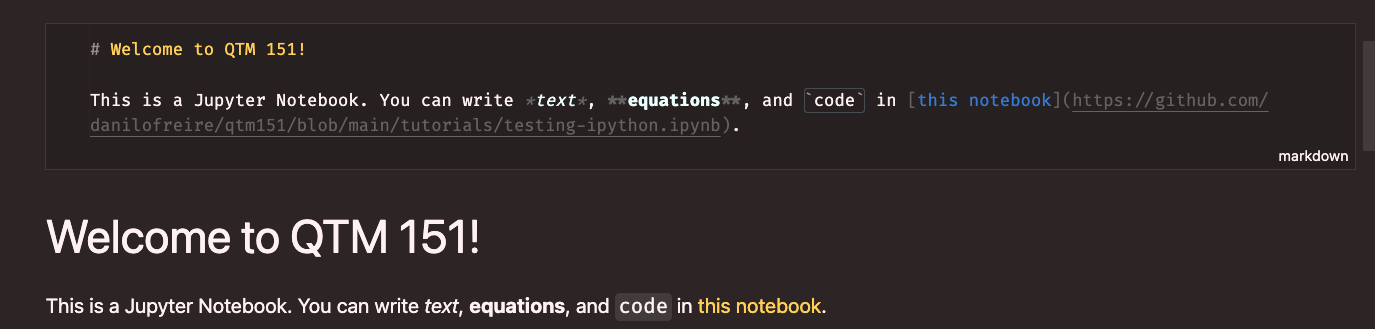 # Welcome to QTM 151!
This is a Jupyter Notebook. You can write *text*, **equations**, and `code` in [this notebook](https://github.com/
danilofreire/qtm151/blob/main/tutorials/testing-ipython.ipynb).
markdown
Welcome to QTM 151!
This is a Jupyter Notebook. You can write text, equations, and code in this notebook.